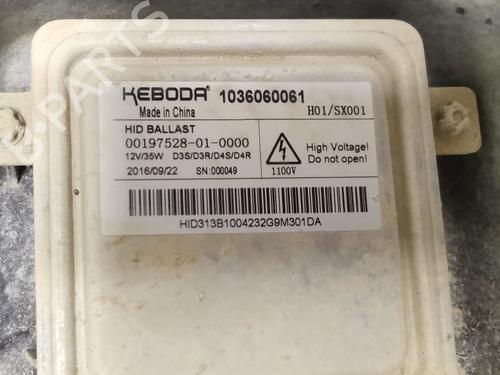 KEBODA 1036060061
Made in China
H01/SX001
HID BALLAST
00197528-01-0000
12V/35W D3S/D3R/D4S/D4R
2016/09/22 SN:000049
1100V
High Voltage!
Do not open!
HID313B1004232G9M301DA